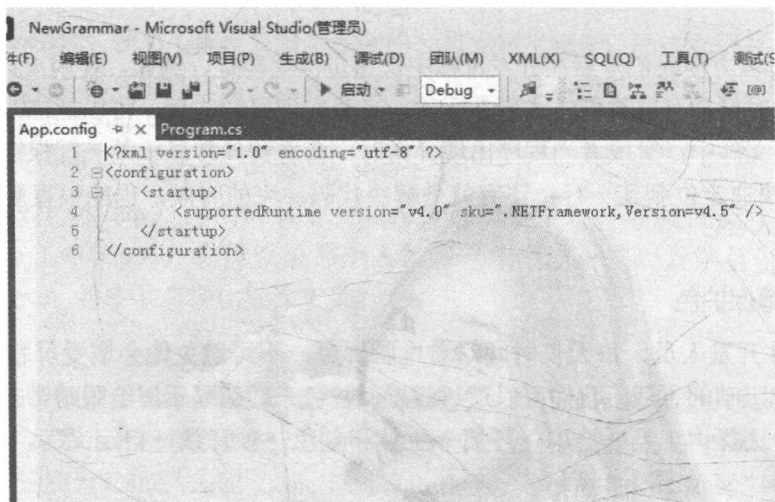 NewGrammar - Microsoft Visual Studio(管理员)
件(F) 编辑(E) 视图(V) 项目(P) 生成(B) 调试(D) 团队(M) XML(X) SQL(Q) 工具(T) 测试(S
启动 Debug
App.config Program.cs
1 <?xml version="1.0" encoding="utf-8" ?>
2 <configuration>
3 <startup>
4 <supportedRuntime version="v4.0" sku=".NETFramework,Version=v4.5" />
5 </startup>
6 </configuration>